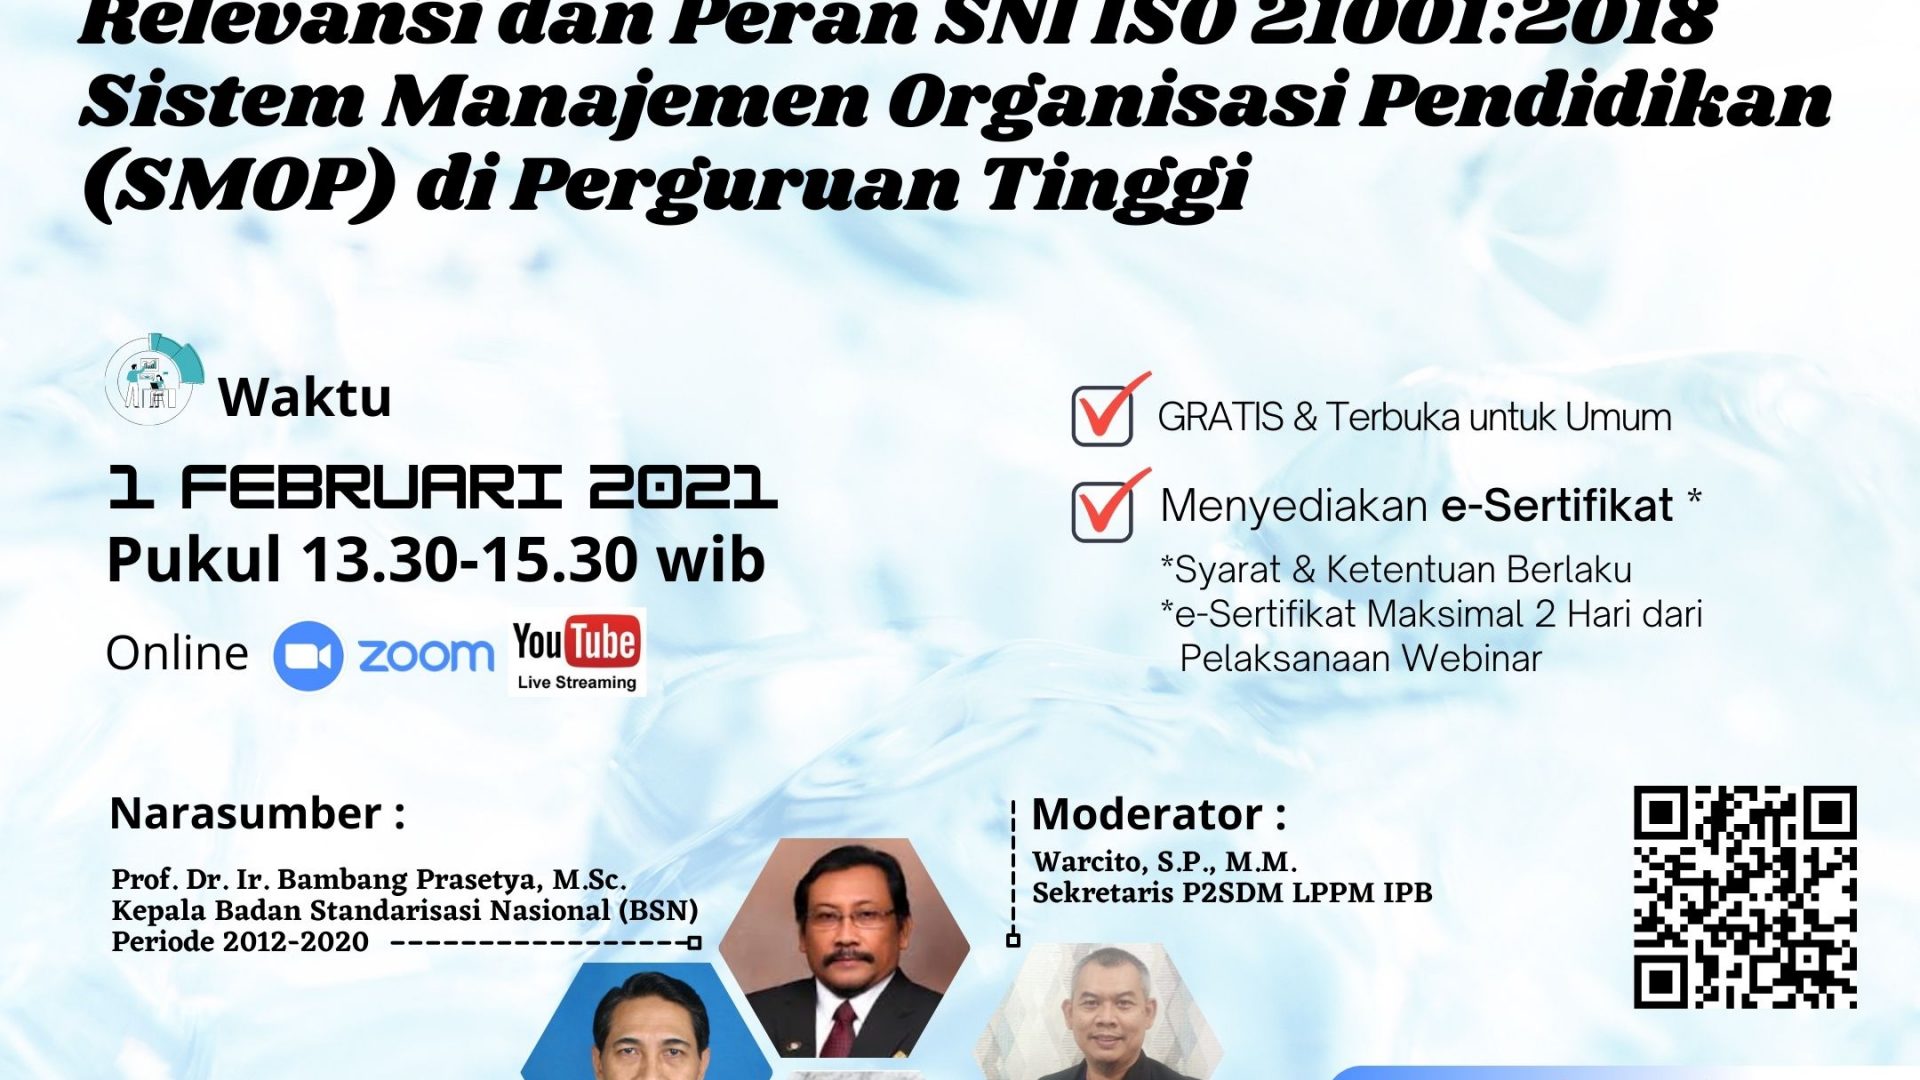 Relevansi dan Peran SNI ISO 21001:2018
Sistem Manajemen Organisasi Pendidikan
(SMOP) di Perguruan Tinggi
Waktu
1 FEBRUARI 2021
Pukul 13.30-15.30 wib
Online zoom YouTube
Live Streaming
GRATIS & Terbuka untuk Umum
Menyediakan e-Sertifikat *
*Syarat & Ketentuan Berlaku
*e-Sertifikat Maksimal 2 Hari dari
Pelaksanaan Webinar
Narasumber :
Prof. Dr. Ir. Bambang Prasetya, M.Sc.
Kepala Badan Standarisasi Nasional (BSN)
Periode 2012-2020
Moderator :
Warcito, S.P., M.M.
Sekretaris P2SDM LPPM IPB